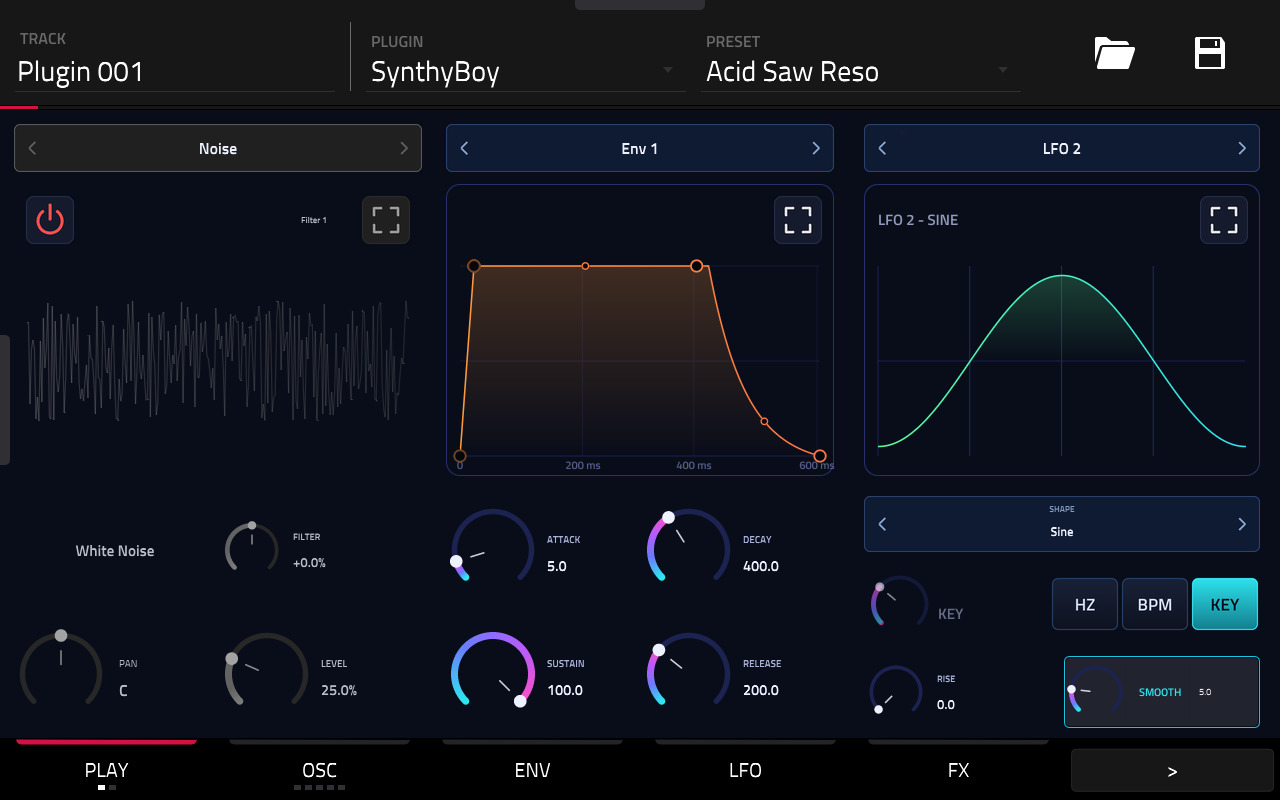 TRACK
Plugin 001
PLUGIN
SynthyBoy
PRESET
Acid Saw Reso
Noise
Env 1
LFO 2
Filter 1
LFO 2 - SINE
0
200 ms
400 ms
600 ms
SHAPE
Sine
White Noise
FILTER
+0.0%
ATTACK
5.0
DECAY
400.0
KEY
HZ
BPM
KEY
PAN
C
LEVEL
25.0%
SUSTAIN
100.0
RELEASE
200.0
RISE
0.0
SMOOTH
5.0
PLAY
OSC
ENV
LFO
FX
>